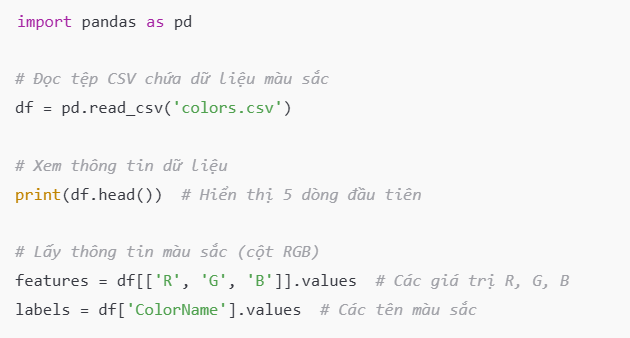 import pandas as pd
# Đọc tệp CSV chứa dữ liệu màu sắc
df = pd.read_csv('colors.csv')
# Xem thông tin dữ liệu
print(df.head())  # Hiển thị 5 dòng đầu tiên
# Lấy thông tin màu sắc (cột RGB)
features = df[['R', 'G', 'B']].values  # Các giá trị R, G, B
labels = df['ColorName'].values  # Các tên màu sắc